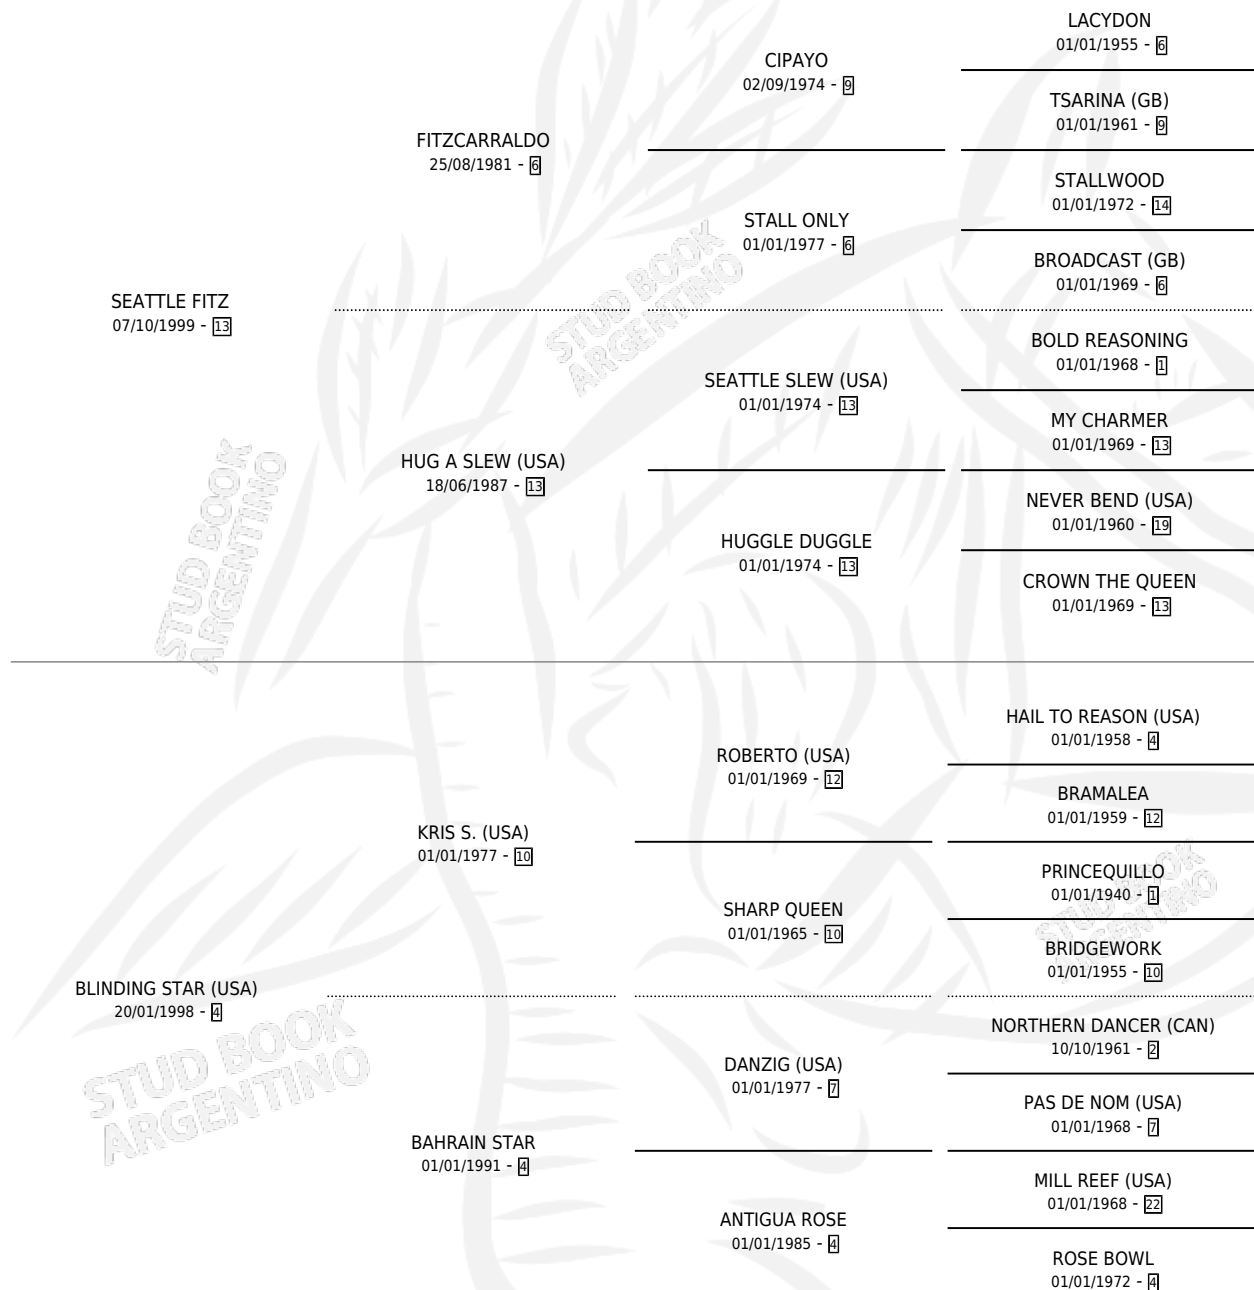 LACYDON
01/01/1955 - 6
CIPAYO
02/09/1974 - 9
TSARINA (GB)
01/01/1961 - 9
FITZCARRALDO
25/08/1981 - 6
STALLWOOD
01/01/1972 - 14
STALL ONLY
01/01/1977 - 6
BROADCAST (GB)
01/01/1969 - 6
SEATTLE FITZ
07/10/1999 - 13
STUD BOOK
ARGENTINO
BOLD REASONING
01/01/1968 - 1
SEATTLE SLEW (USA)
01/01/1974 - 13
MY CHARMER
01/01/1969 - 13
HUG A SLEW (USA)
18/06/1987 - 13
NEVER BEND (USA)
01/01/1960 - 19
HUGGLE DUGGLE
01/01/1974 - 13
CROWN THE QUEEN
01/01/1969 - 13
STUD BOOK
ARGENTINO
HAIL TO REASON (USA)
01/01/1958 - 4
ROBERTO (USA)
01/01/1969 - 12
BRAMALEA
01/01/1959 - 12
KRIS S. (USA)
01/01/1977 - 10
PRINCEQUILLO
01/01/1940 - 1
SHARP QUEEN
01/01/1965 - 10
STUD BOOK
ARGENTINO
BRIDGEWORK
01/01/1955 - 10
BLINDING STAR (USA)
20/01/1998 - 4
STUD BOOK
ARGENTINO
NORTHERN DANCER (CAN)
10/10/1961 - 2
DANZIG (USA)
01/01/1977 - 7
PAS DE NOM (USA)
01/01/1968 - 7
BAHRAIN STAR
01/01/1991 - 4
MILL REEF (USA)
01/01/1968 - 22
ANTIGUA ROSE
01/01/1985 - 4
ROSE BOWL
01/01/1972 - 4